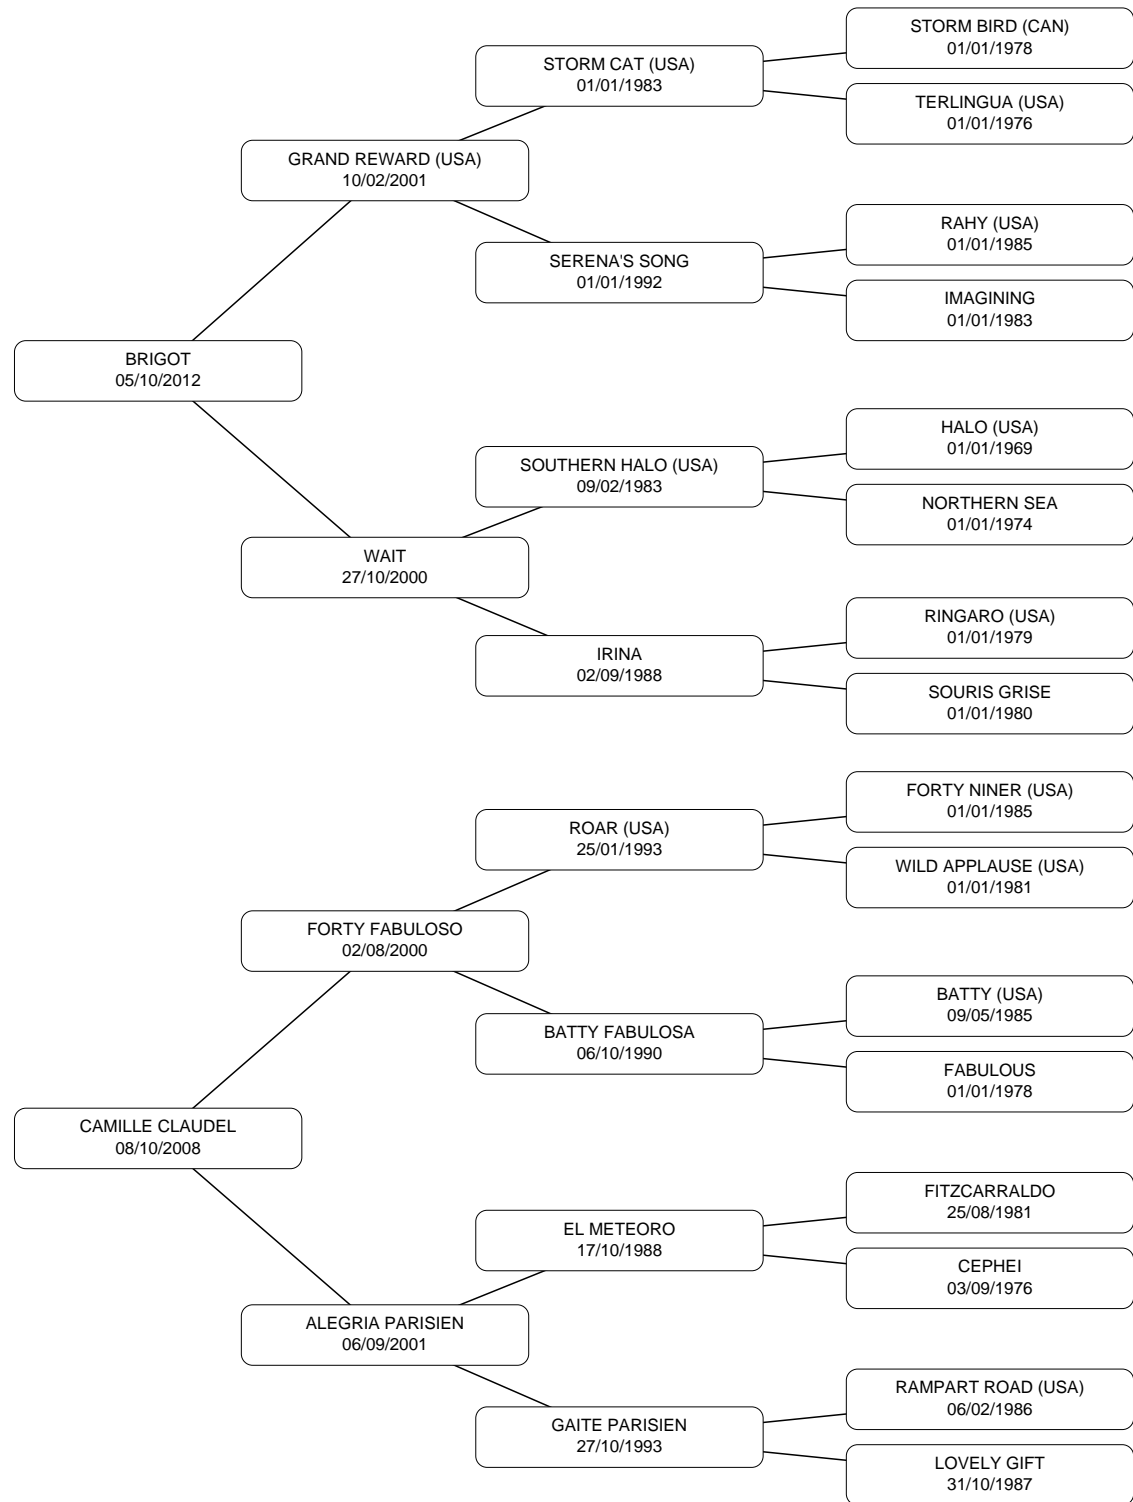 STORM BIRD (CAN)
01/01/1978
STORM CAT (USA)
01/01/1983
TERLINGUA (USA)
01/01/1976
GRAND REWARD (USA)
10/02/2001
RAHY (USA)
01/01/1985
SERENA'S SONG
01/01/1992
IMAGINING
01/01/1983
BRIGOT
05/10/2012
HALO (USA)
01/01/1969
SOUTHERN HALO (USA)
09/02/1983
NORTHERN SEA
01/01/1974
WAIT
27/10/2000
RINGARO (USA)
01/01/1979
IRINA
02/09/1988
SOURIS GRISE
01/01/1980
FORTY NINER (USA)
01/01/1985
ROAR (USA)
25/01/1993
WILD APPLAUSE (USA)
01/01/1981
FORTY FABULOSO
02/08/2000
BATTY (USA)
09/05/1985
BATTY FABULOSA
06/10/1990
FABULOUS
01/01/1978
CAMILLE CLAUDEL
08/10/2008
FITZCARRALDO
25/08/1981
EL METEORO
17/10/1988
CEPHEI
03/09/1976
ALEGRIA PARISIEN
06/09/2001
RAMPART ROAD (USA)
06/02/1986
GAITE PARISIEN
27/10/1993
LOVELY GIFT
31/10/1987